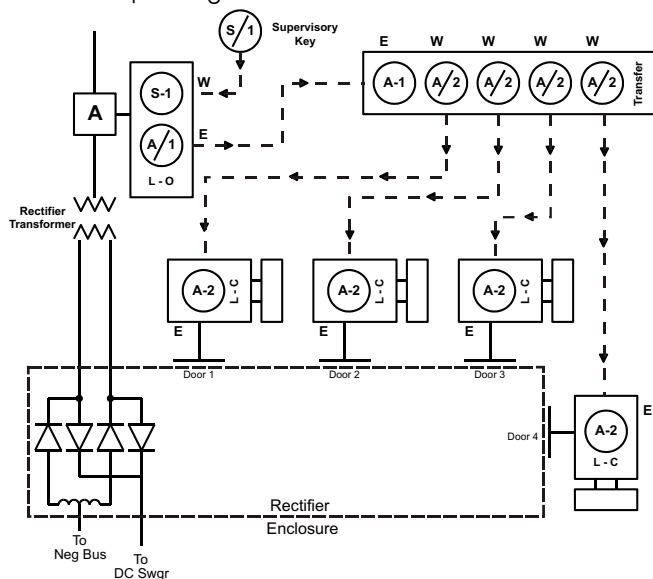 S/1
Supervisory
Key
E W W W W
A-1 A/2 A/2 A/2 A/2
Transfer
W
S-1
A
A/1
E
L - O
Rectifier
Transformer
A-2
L - C
E
Door 1
A-2
L - C
E
Door 2
A-2
L - C
E
Door 3
A-2
L - C
E
Door 4
Rectifier
Enclosure
To
Neg Bus
To
DC Swgr